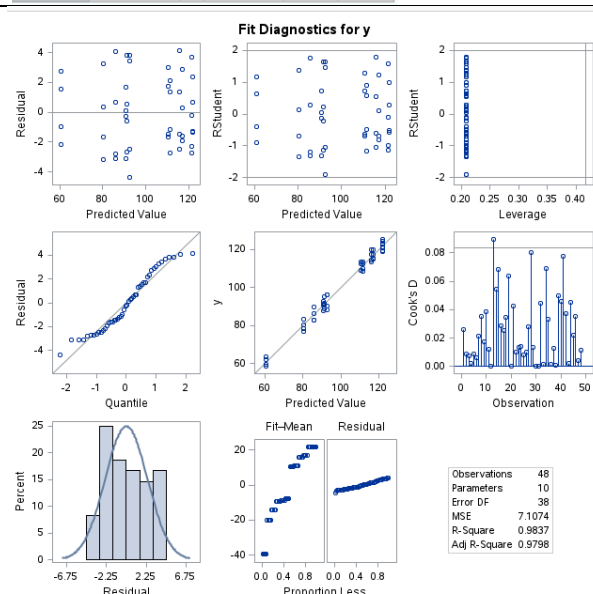 Fit Diagnostics for y
4
2
0
-2
-4
Residual
60 80 100 120
Predicted Value
2
1
0
-1
-2
RStudent
60 80 100 120
Predicted Value
2
1
0
-1
-2
RStudent
0.20 0.25 0.30 0.35 0.40
Leverage
4
2
0
-2
-4
Residual
-2 -1 0 1 2
Quantile
120
100
80
60
y
60 80 100 120
Predicted Value
0.08
0.06
0.04
0.02
0.00
Cook's D
0 10 20 30 40 50
Observation
25
20
15
10
5
0
Percent
-6.75 -2.25 2.25 6.75
Residual
Fit–Mean Residual
20
0
-20
-40
0.0 0.4 0.8 0.0 0.4 0.8
Proportion Less
Observations 48
Parameters 10
Error DF 38
MSE 7.1074
R-Square 0.9837
Adj R-Square 0.9798